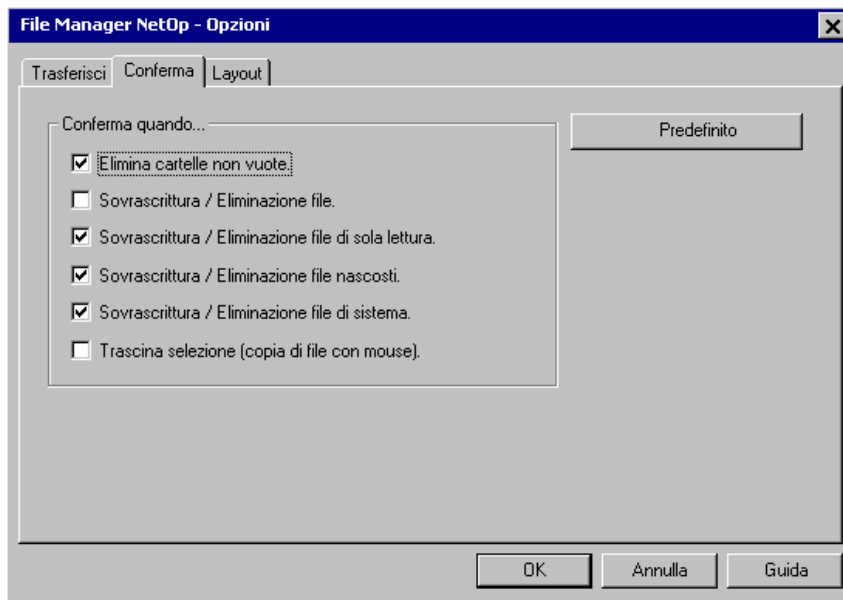 File Manager NetOp - Opzioni
Trasferisci Conferma Layout
Conferma quando...
Predefinito
Elimina cartelle non vuote.
Sovrascrittura / Eliminazione file.
Sovrascrittura / Eliminazione file di sola lettura.
Sovrascrittura / Eliminazione file nascosti.
Sovrascrittura / Eliminazione file di sistema.
Trascina selezione (copia di file con mouse).
OK Annulla Guida